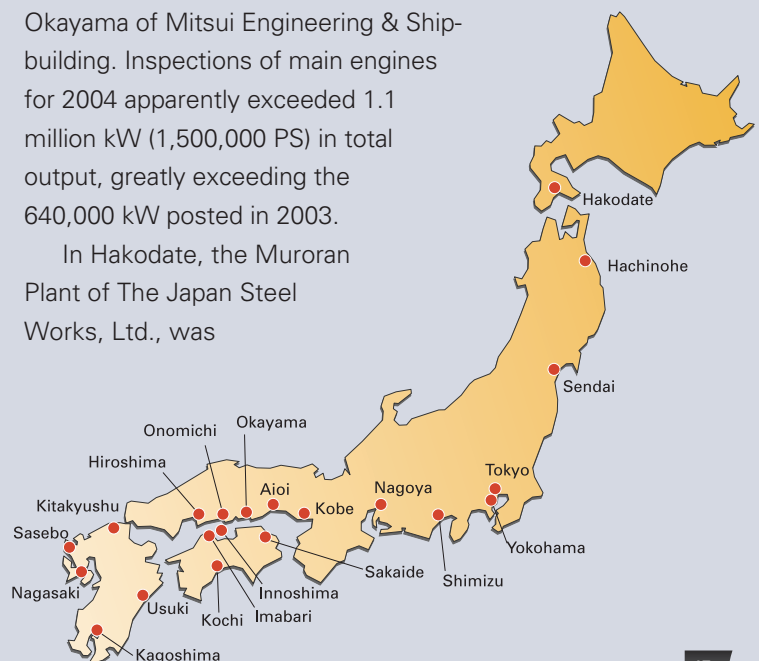 Okayama of Mitsui Engineering & Ship-
building. Inspections of main engines
for 2004 apparently exceeded 1.1
million kW (1,500,000 PS) in total
output, greatly exceeding the
640,000 kW posted in 2003.
In Hakodate, the Muroran
Plant of The Japan Steel
Works, Ltd., was
Hakodate
Hachinohe
Sendai
Okayama
Onomichi
Hiroshima
Tokyo
Aioi
Nagoya
Kitakyushu
Kobe
Sasebo
Yokohama
Sakaide
Shimizu
Nagasaki
Innoshima
Usuki
Imabari
Kochi
Kagoshima